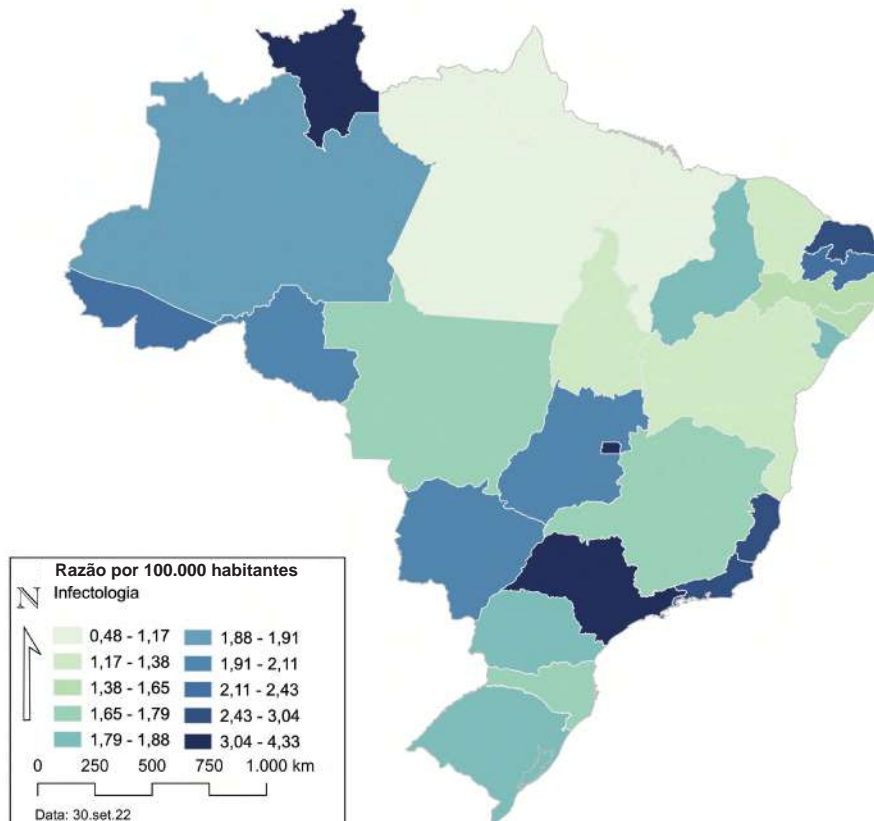 Razão por 100.000 habitantes
N Infectologia
0,48 - 1,17
1,17 - 1,38
1,38 - 1,65
1,65 - 1,79
1,79 - 1,88
1,88 - 1,91
1,91 - 2,11
2,11 - 2,43
2,43 - 3,04
3,04 - 4,33
0 250 500 750 1.000 km
Data: 30.set.22